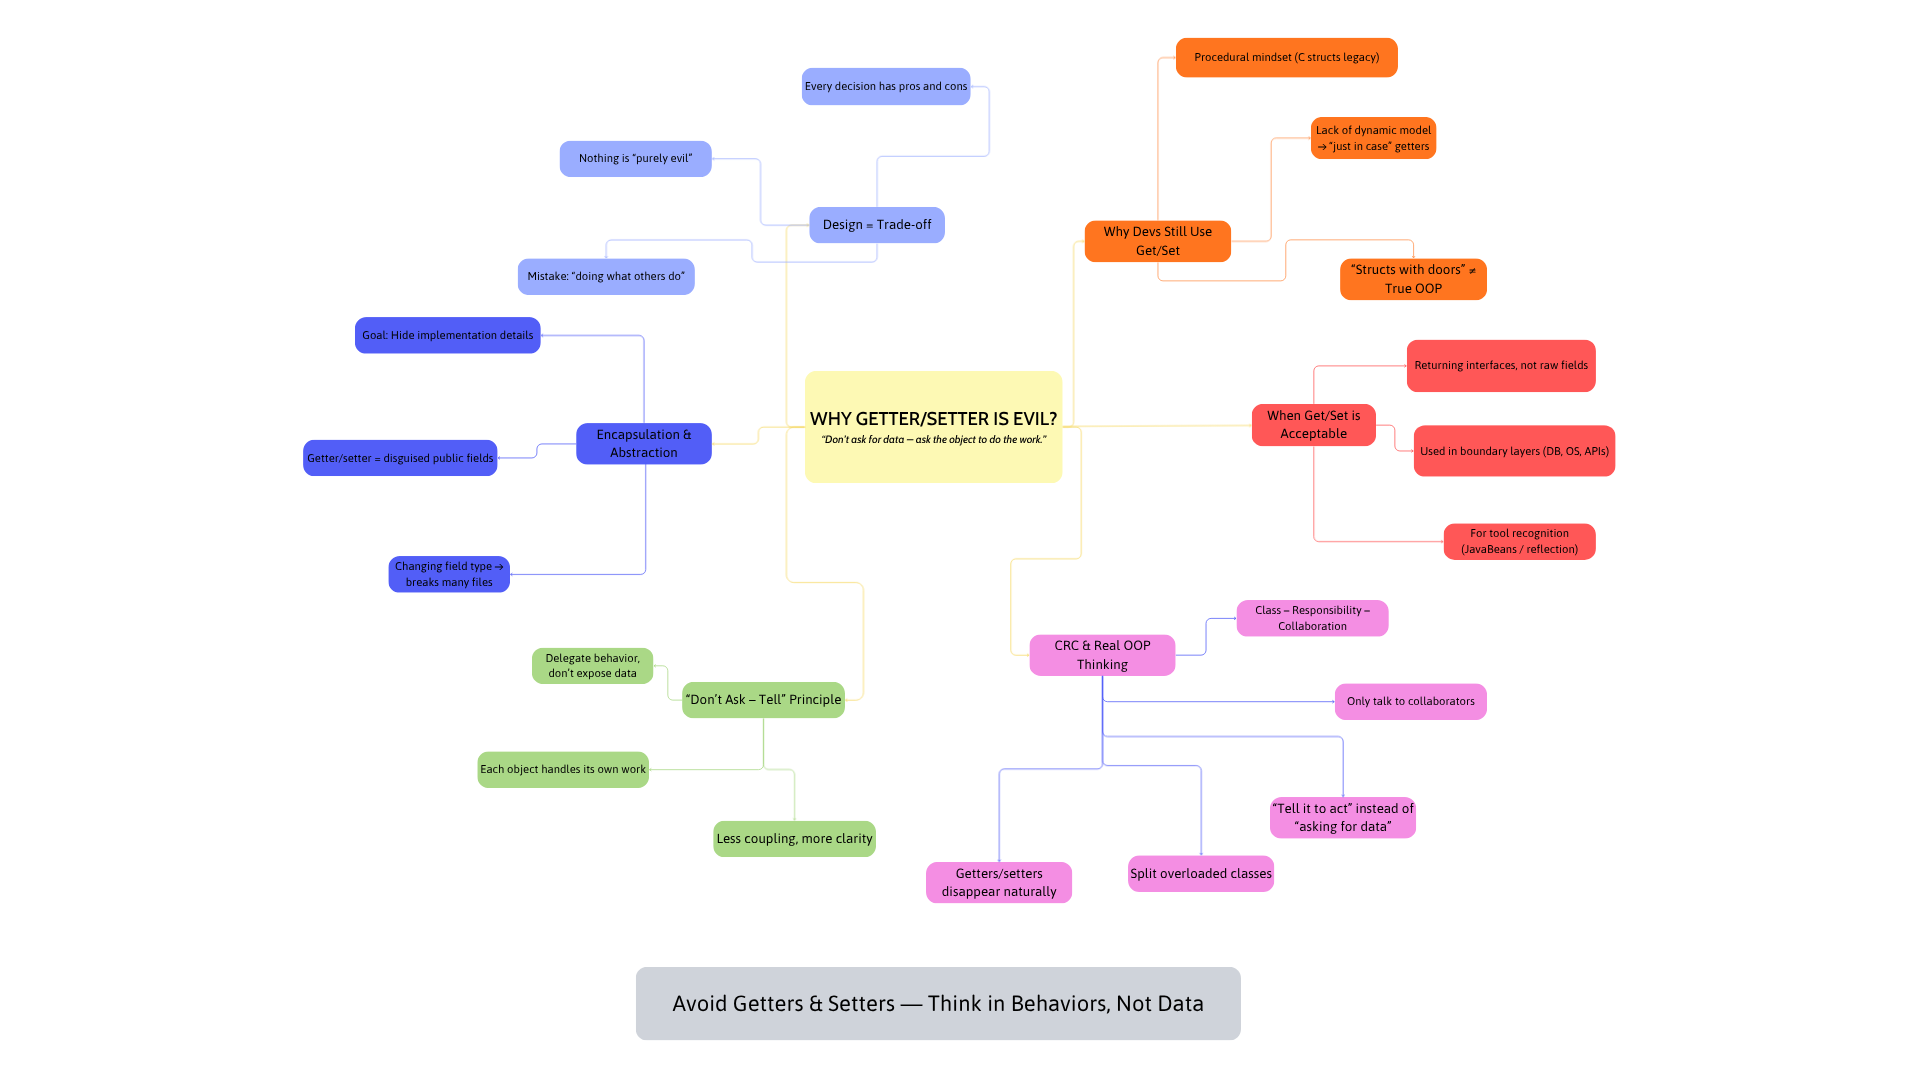 WHY GETTER/SETTER IS EVIL?
“Don't ask for data — ask the object to do the work.”
Design = Trade-off
Every decision has pros and cons
Nothing is “purely evil”
Mistake: “doing what others do”
Encapsulation &
Abstraction
Goal: Hide implementation details
Getter/setter = disguised public fields
Changing field type →
breaks many files
“Don’t Ask – Tell” Principle
Delegate behavior,
don’t expose data
Each object handles its own work
Less coupling, more clarity
Why Devs Still Use
Get/Set
Procedural mindset (C structs legacy)
Lack of dynamic model
→ “just in case” getters
“Structs with doors” ≠
True OOP
When Get/Set is
Acceptable
Returning interfaces, not raw fields
Used in boundary layers (DB, OS, APIs)
For tool recognition
(JavaBeans / reflection)
CRC & Real OOP
Thinking
Class – Responsibility –
Collaboration
Only talk to collaborators
“Tell it to act” instead of
“asking for data”
Split overloaded classes
Getters/setters
disappear naturally
Avoid Getters & Setters — Think in Behaviors, Not Data